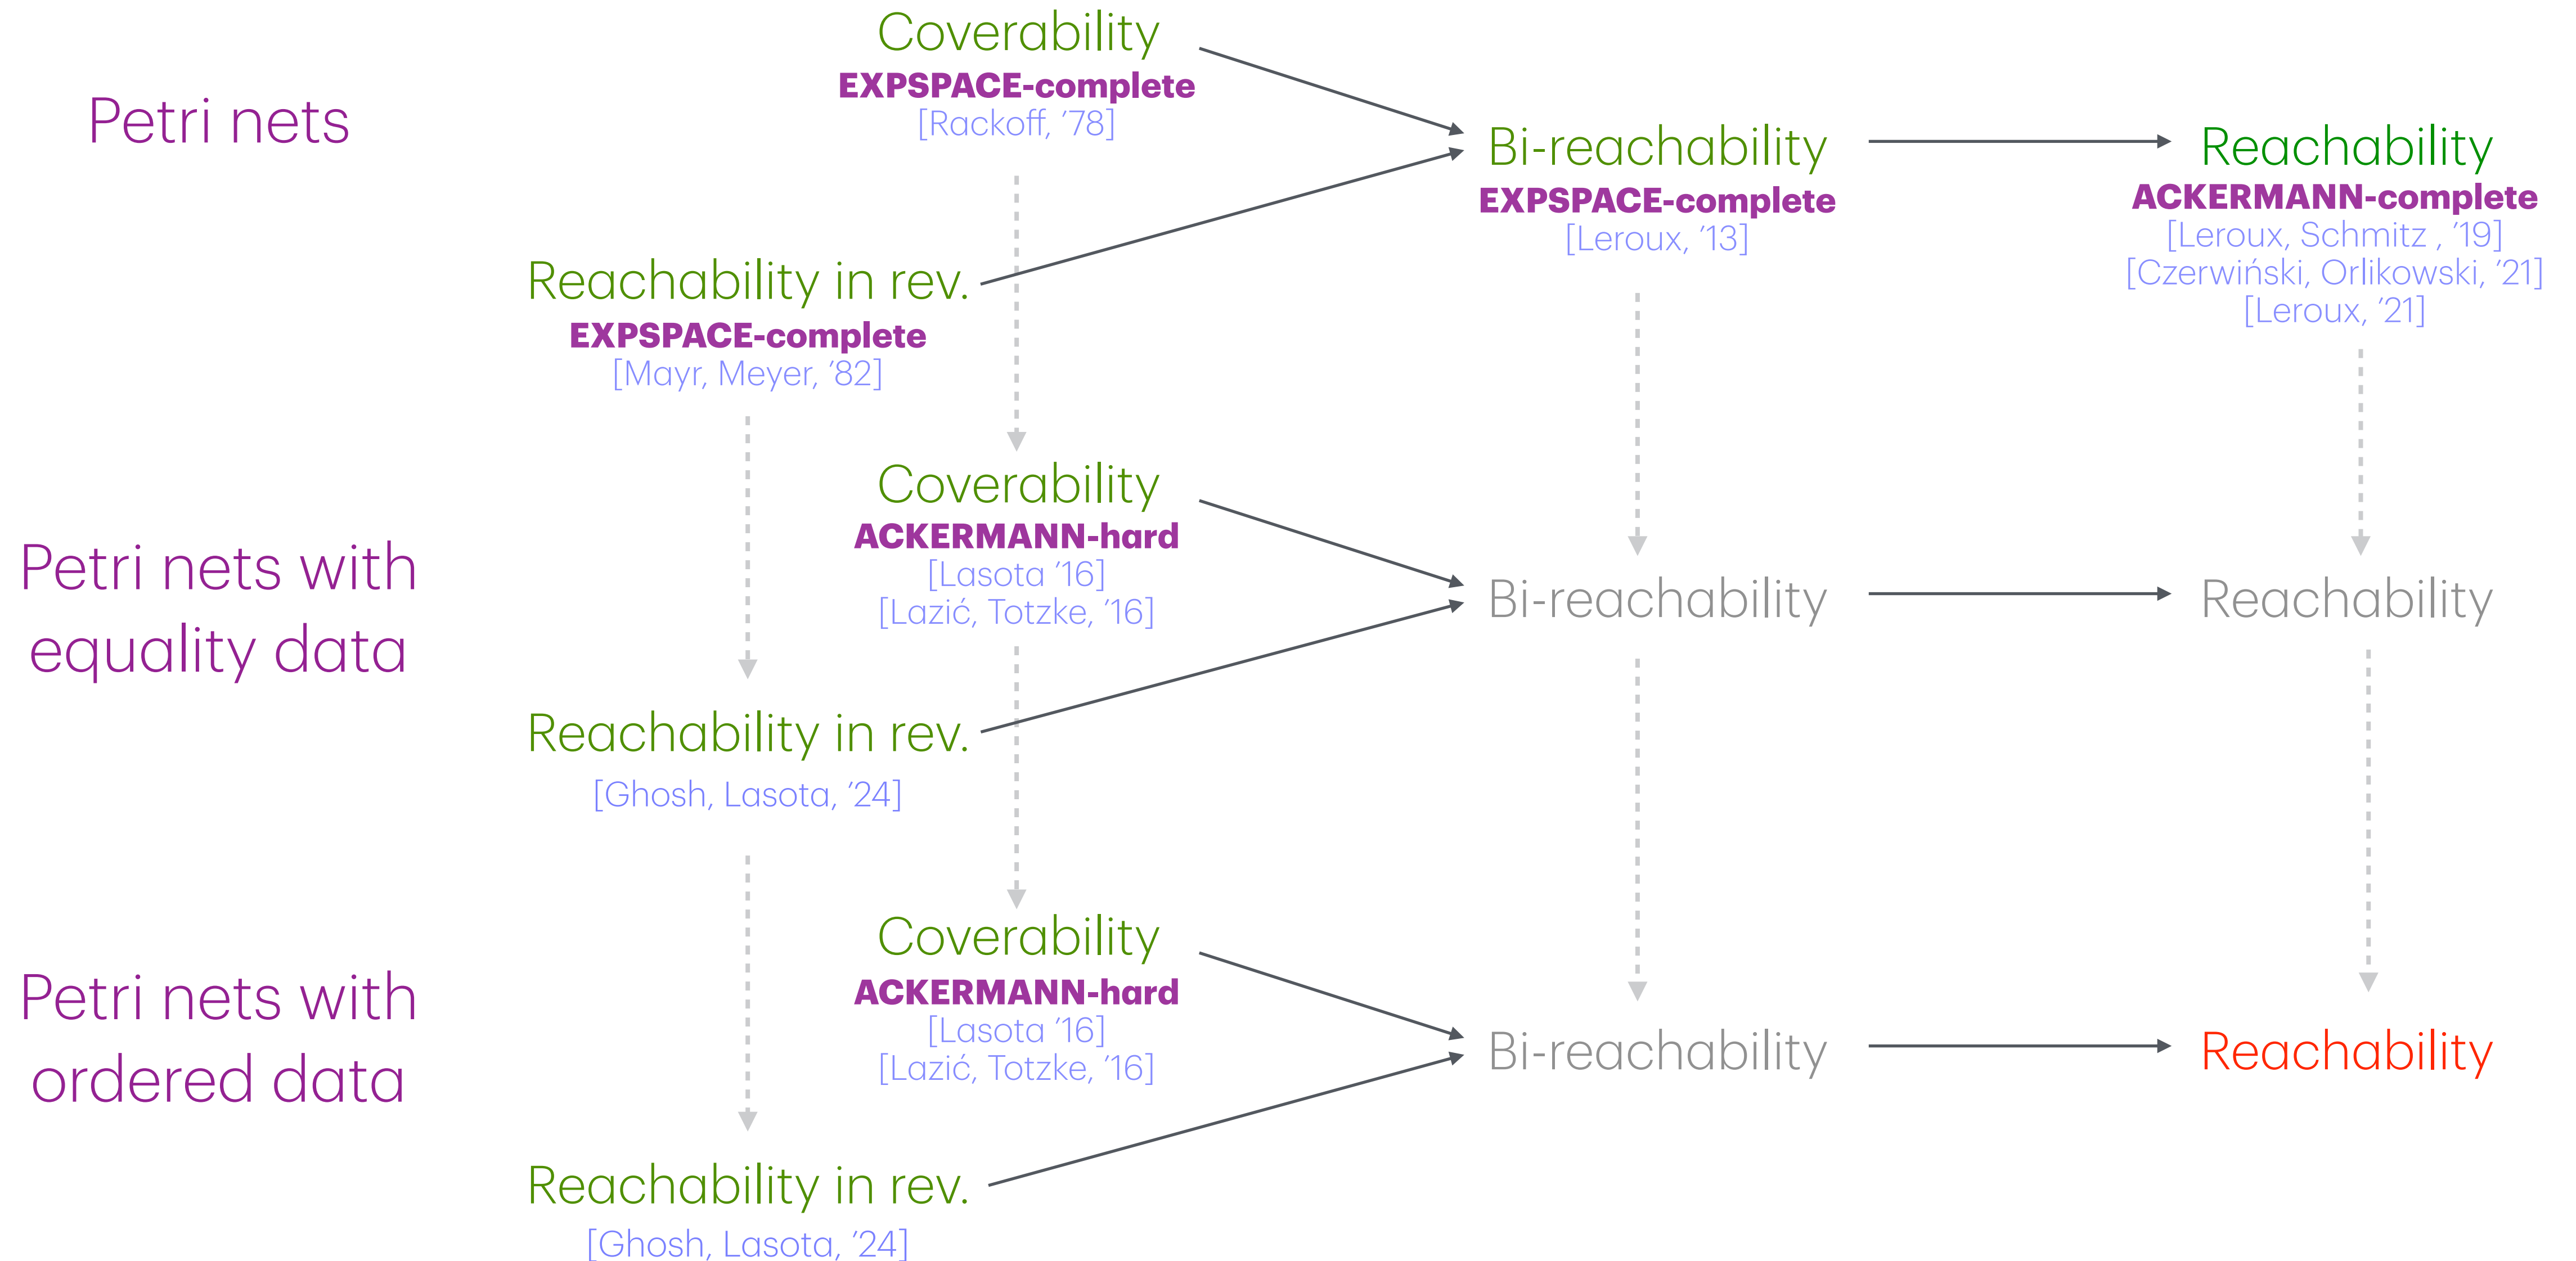 Petri nets
Coverability
EXPSPACE-complete
[Rackoff, ’78]
Reachability in rev.
EXPSPACE-complete
[Mayr, Meyer, ’82]
Bi-reachability
EXPSPACE-complete
[Leroux, ’13]
Reachability
ACKERMANN-complete
[Leroux, Schmitz , ’19]
[Czerwiński, Orlikowski, ’21]
[Leroux, ’21]
Petri nets with
equality data
Coverability
ACKERMANN-hard
[Lasota ’16]
[Lazić, Totzke, ’16]
Reachability in rev.
[Ghosh, Lasota, ’24]
Bi-reachability
Reachability
Petri nets with
ordered data
Coverability
ACKERMANN-hard
[Lasota ’16]
[Lazić, Totzke, ’16]
Reachability in rev.
[Ghosh, Lasota, ’24]
Bi-reachability
Reachability